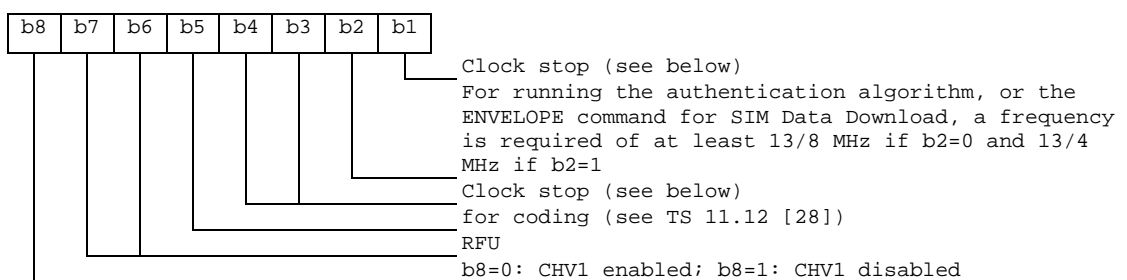 b8 b7 b6 b5 b4 b3 b2 b1
Clock stop (see below)
For running the authentication algorithm, or the
ENVELOPE command for SIM Data Download, a frequency
is required of at least 13/8 MHz if b2=0 and 13/4
MHz if b2=1
Clock stop (see below)
for coding (see TS 11.12 [28])
RFU
b8=0: CHV1 enabled; b8=1: CHV1 disabled